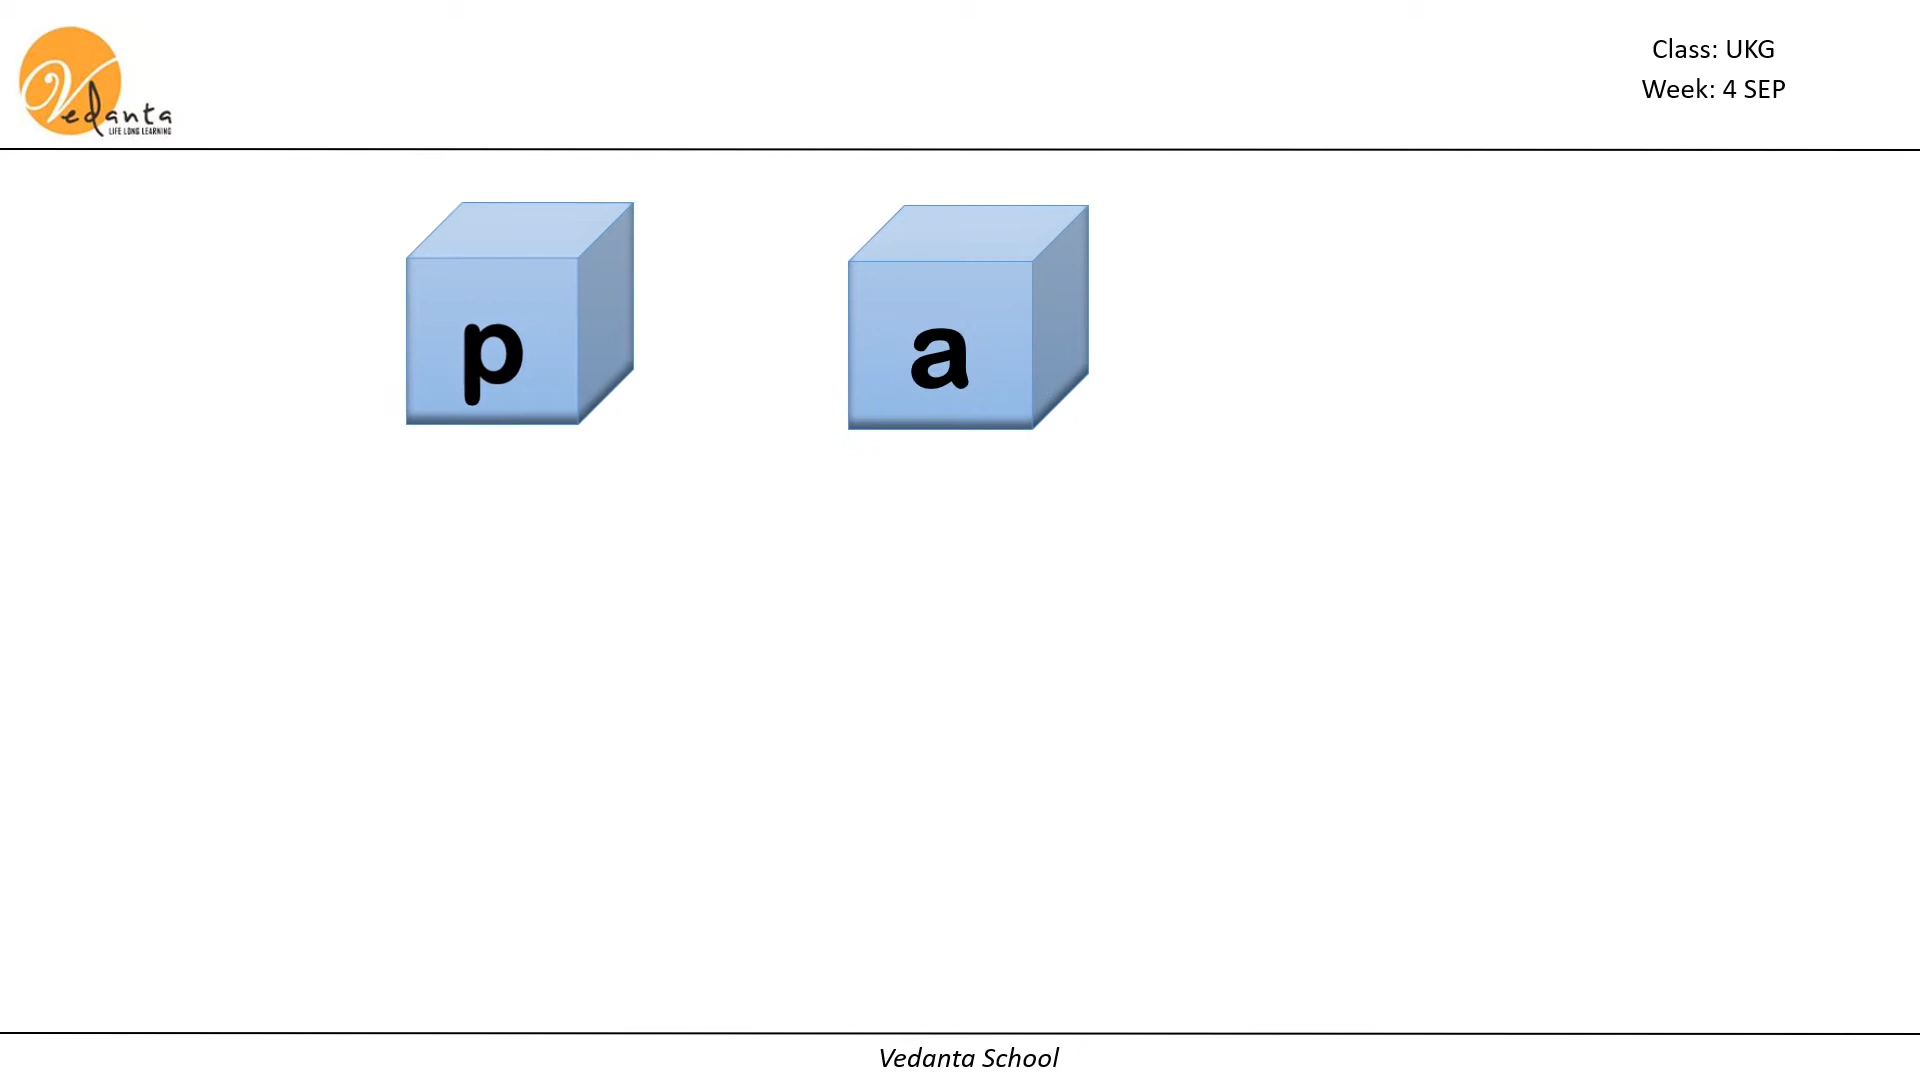 Vedanta
LIFE LONG LEARNING
Class: UKG
Week: 4 SEP
p a
Vedanta School